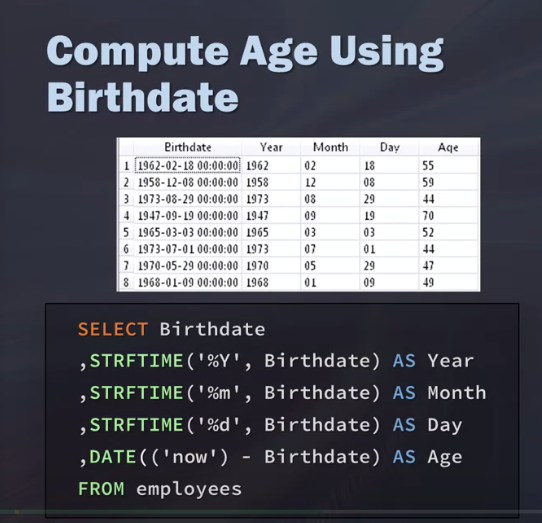 Compute Age Using
Birthdate
Birthdate Year Month Day Age
1 1962-02-18 00:00:00 1962 02 18 55
2 1958-12-08 00:00:00 1958 12 08 59
3 1973-08-29 00:00:00 1973 08 29 44
4 1947-09-19 00:00:00 1947 09 19 70
5 1965-03-03 00:00:00 1965 03 03 52
6 1973-07-01 00:00:00 1973 07 01 44
7 1970-05-29 00:00:00 1970 05 29 47
8 1968-01-09 00:00:00 1968 01 09 49
SELECT Birthdate
,STRFTIME('%Y', Birthdate) AS Year
,STRFTIME('%m', Birthdate) AS Month
,STRFTIME('%d', Birthdate) AS Day
,DATE(('now') - Birthdate) AS Age
FROM employees